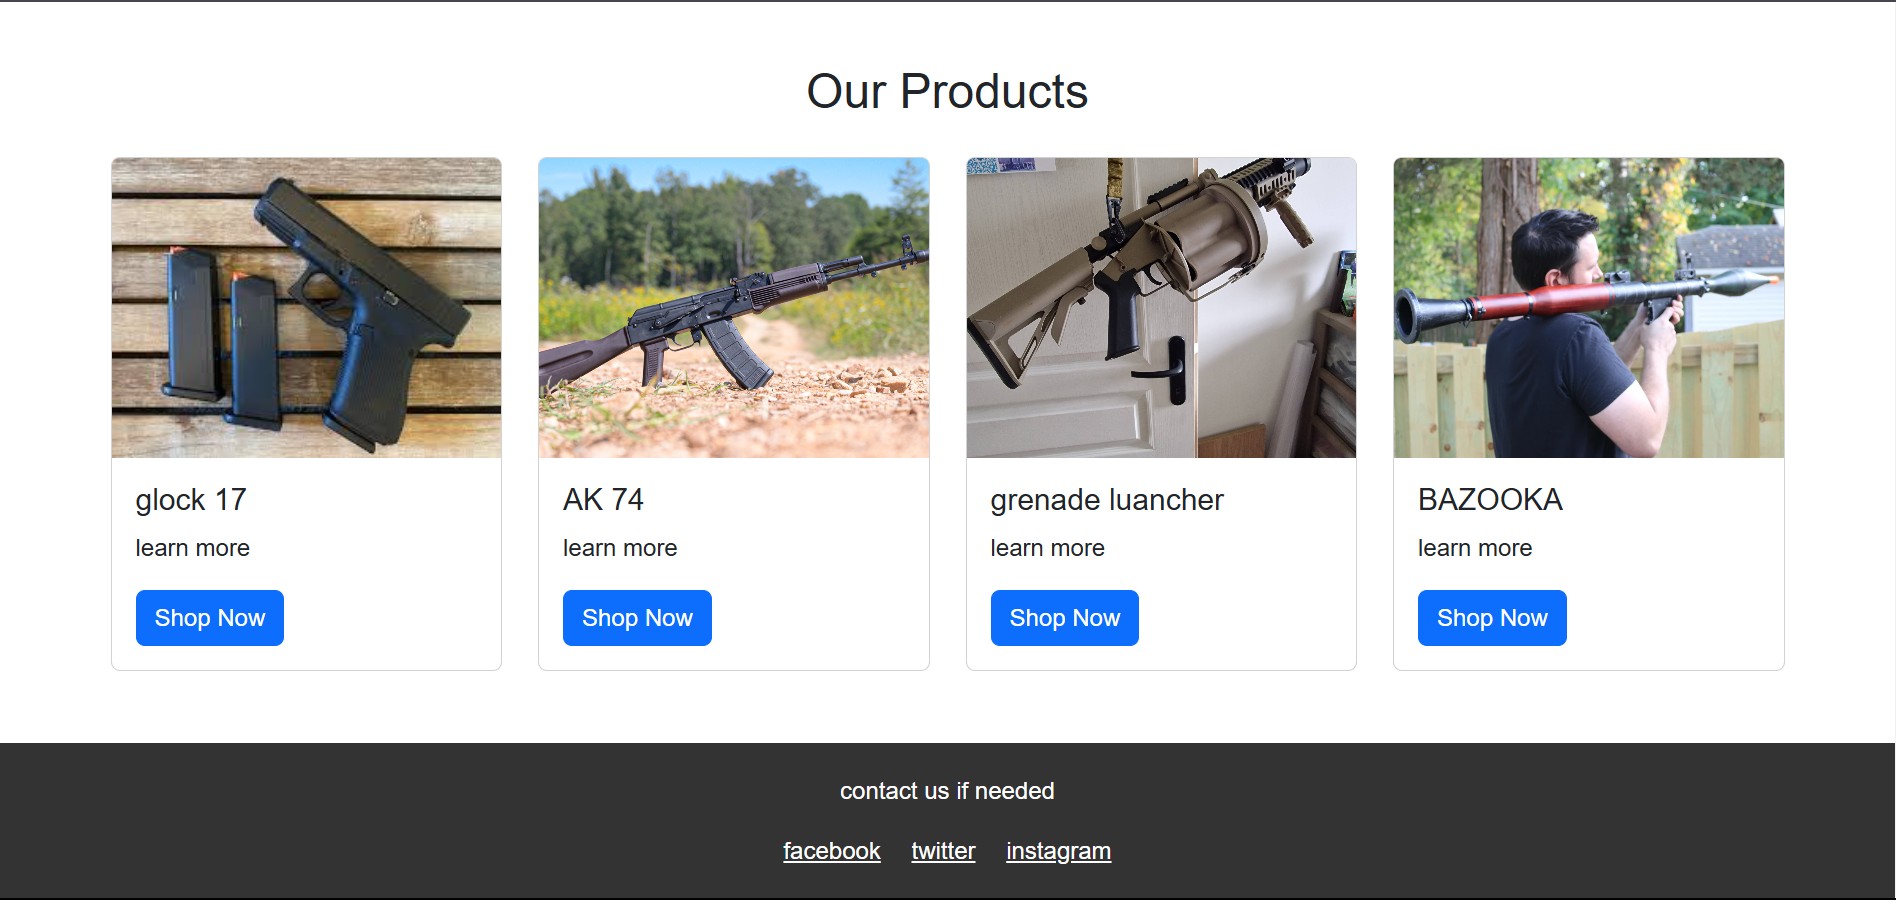 Our Products
glock 17
learn more
Shop Now
AK 74
learn more
Shop Now
grenade luancher
learn more
Shop Now
BAZOOKA
learn more
Shop Now
contact us if needed
facebook twitter instagram